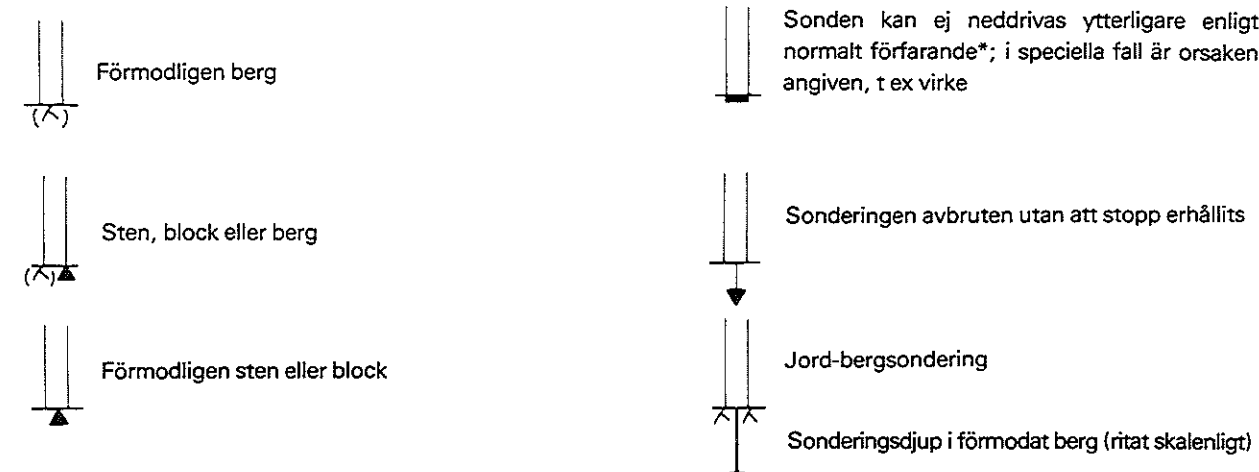 Förmodligen berg
Sten, block eller berg
Förmodligen sten eller block
Sonden kan ej neddrivas ytterligare enligt
normalt förfarande*; i speciella fall är orsaken
angiven, t ex virke
Sonderingen avbruten utan att stopp erhållits
Jord-bergsondering
Sonderingsdjup i förmodat berg (ritat skalenligt)